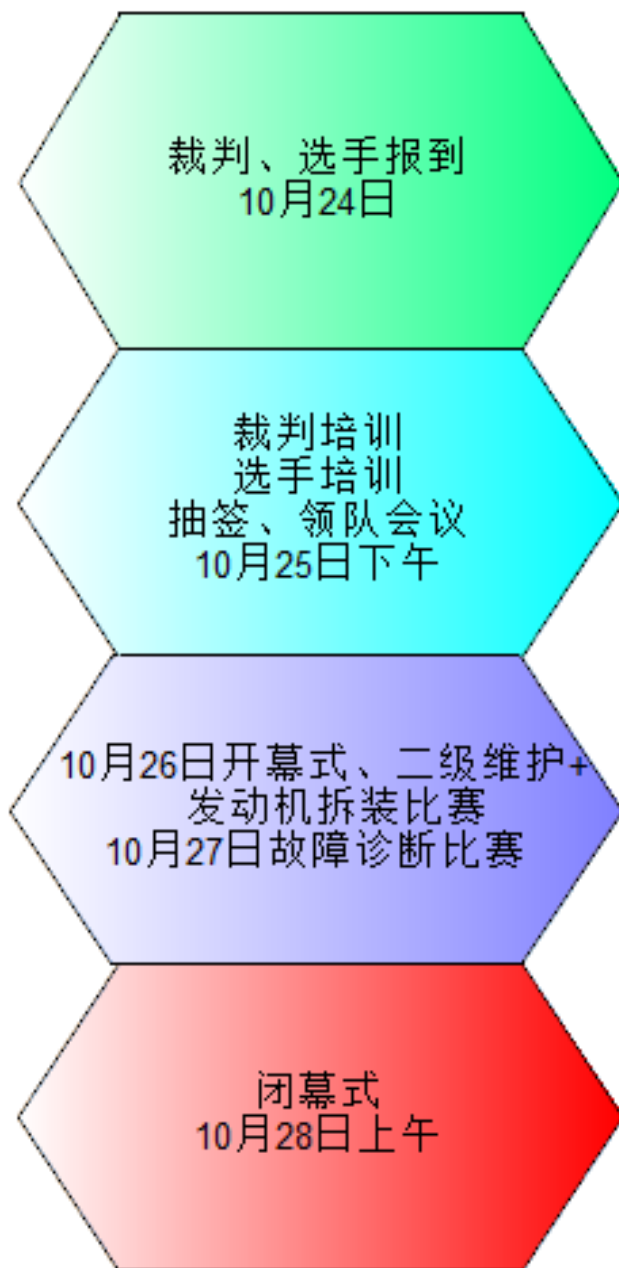 裁判、选手报到
10月24日
裁判培训
选手培训
抽签、领队会议
10月25日下午
10月26日开幕式、二级维护+
发动机拆装比赛
10月27日故障诊断比赛
闭幕式
10月28日上午